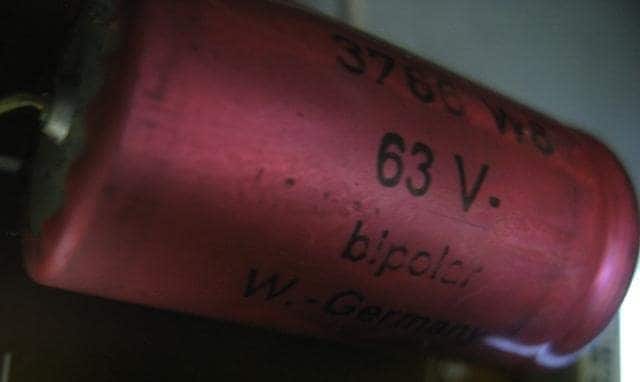 63 V-
bipolar
W.-Germany